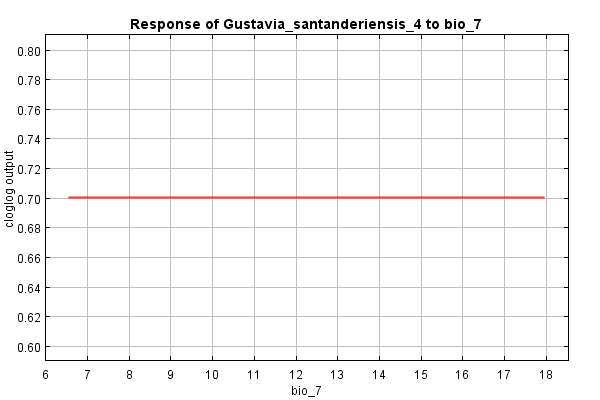 Response of Gustavia_santanderiensis_4 to bio_7
cloglog output
0.80
0.78
0.76
0.74
0.72
0.70
0.68
0.66
0.64
0.62
0.60
6 7 8 9 10 11 12 13 14 15 16 17 18
bio_7